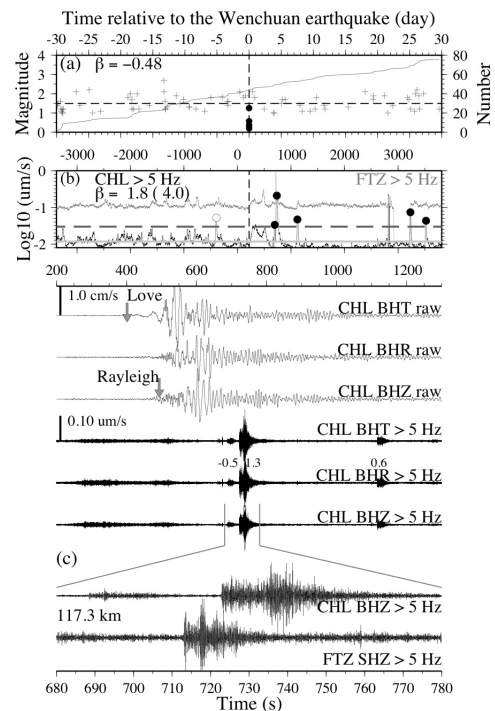 Time relative to the Wenchuan earthquake (day)
-30 -25 -20 -15 -10 -5 0 5 10 15 20 25 30
Magnitude
4
3
2
1
0
(a) β = −0.48
80
60
40
20
0
Number
-3000 -2000 -1000 0 1000 2000 3000
Log10 (um/s)
0
-1
-2
(b) CHL > 5 Hz FTZ > 5 Hz
β = 1.8 ( 4.0)
200 400 600 800 1000 1200
1.0 cm/s Love
CHL BHT raw
CHL BHR raw
Rayleigh
CHL BHZ raw
0.10 um/s
CHL BHT > 5 Hz
-0.5 1.3 0.6
CHL BHR > 5 Hz
CHL BHZ > 5 Hz
(c)
CHL BHZ > 5 Hz
117.3 km
FTZ SHZ > 5 Hz
680 690 700 710 720 730 740 750 760 770 780
Time (s)